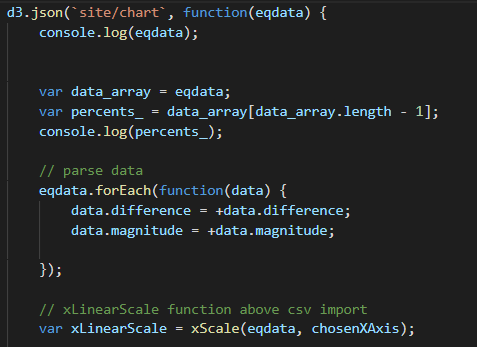 d3.json(`site/chart`, function(eqdata) {
console.log(eqdata);
var data_array = eqdata;
var percents_ = data_array[data_array.length - 1];
console.log(percents_);
// parse data
eqdata.forEach(function(data) {
data.difference = +data.difference;
data.magnitude = +data.magnitude;
});
// xLinearScale function above csv import
var xLinearScale = xScale(eqdata, chosenXAxis);